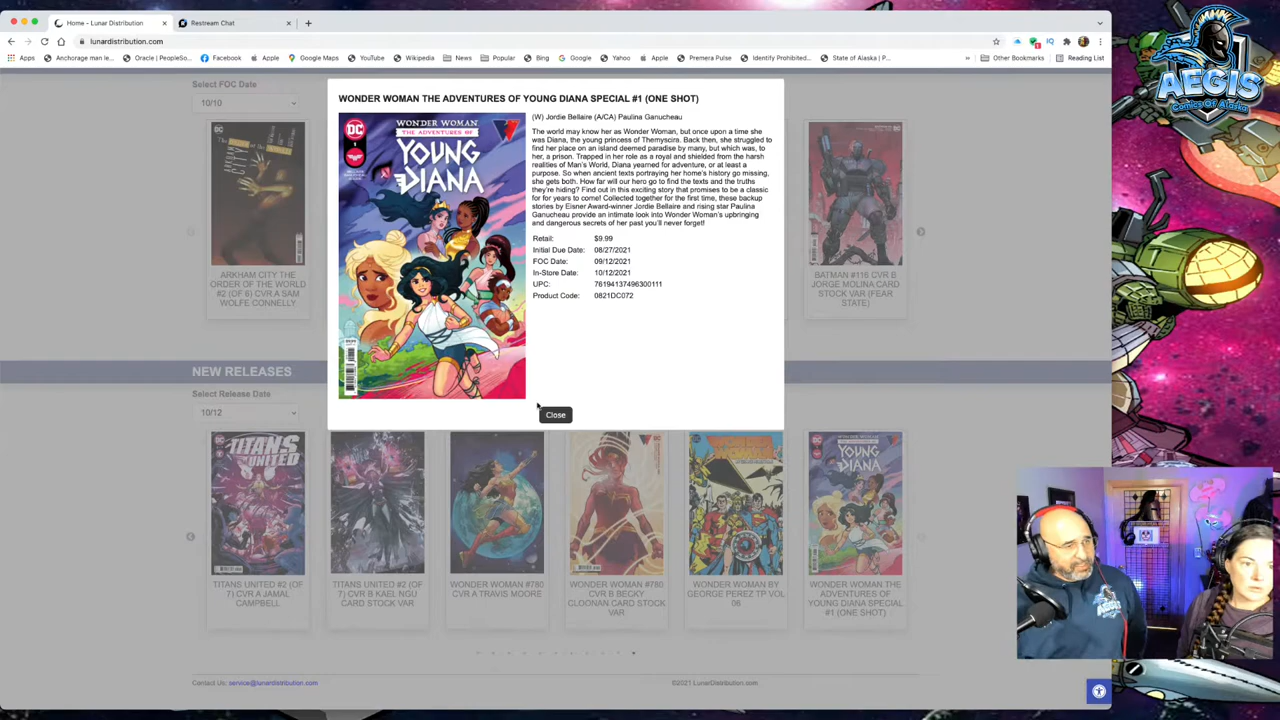 Home - Lunar Distribution
Restream Chat
lunardistribution.com
Apps
Anchorage man le...
Oracle | PeopleSo...
Facebook
Apple
Google Maps
YouTube
Wikipedia
News
Popular
Bing
Google
Yahoo
Apple
Premera Pulse
Identify Prohibited...
State of Alaska | P...
»
Other Bookmarks
Reading List
AEGIS
Comics Of Alaska
Select FOC Date
10/10
ARKHAM CITY THE
ORDER OF THE WORLD
#2 (OF 6) CVR A SAM
WOLFE CONNELLY
WONDER WOMAN THE ADVENTURES OF YOUNG DIANA SPECIAL #1 (ONE SHOT)
DC
1
WONDER WOMAN
THE ADVENTURES OF
YOUNG
DIANA
(W) Jordie Bellaire (A/CA) Paulina Ganucheau
The world may know her as Wonder Woman, but once upon a time she
was Diana, the young princess of Themyscira. Back then, she struggled to
find her place on an island deemed paradise by many, but which was, to
her, a prison. Trapped in her role as a royal and shielded from the harsh
realities of Man's World, Diana yearned for adventure, or at least a
purpose. So when ancient texts portraying her home's history go missing,
she gets both. How far will our hero go to find the texts and the truths
they're hiding? Find out in this exciting story that promises to be a classic
for for years to come! Collected together for the first time, these backup
stories by Eisner Award-winner Jordie Bellaire and rising star Paulina
Ganucheau provide an intimate look into Wonder Woman's upbringing
and dangerous secrets of her past you'll never forget!
Retail: $9.99
Initial Due Date: 08/27/2021
FOC Date: 09/12/2021
In-Store Date: 10/12/2021
UPC: 76194137496300111
Product Code: 0821DC072
Close
BATMAN #116 CVR B
JORGE MOLINA CARD
STOCK VAR (FEAR
STATE)
NEW RELEASES
Select Release Date
10/12
TITANS
UNITED
TITANS UNITED #2 (OF
7) CVR A JAMAL
CAMPBELL
TITANS UNITED #2 (OF
7) CVR B KAEL NGU
CARD STOCK VAR
WONDER WOMAN #780
CVR A TRAVIS MOORE
WONDER WOMAN #780
CVR B BECKY
CLOONAN CARD STOCK
VAR
WONDER WOMAN BY
GEORGE PEREZ TP VOL
06
YOUNG
DIANA
WONDER WOMAN THE
ADVENTURES OF
YOUNG DIANA SPECIAL
#1 (ONE SHOT)
Contact Us: service@lunardistribution.com
©2021 LunarDistribution.com
AEGIS